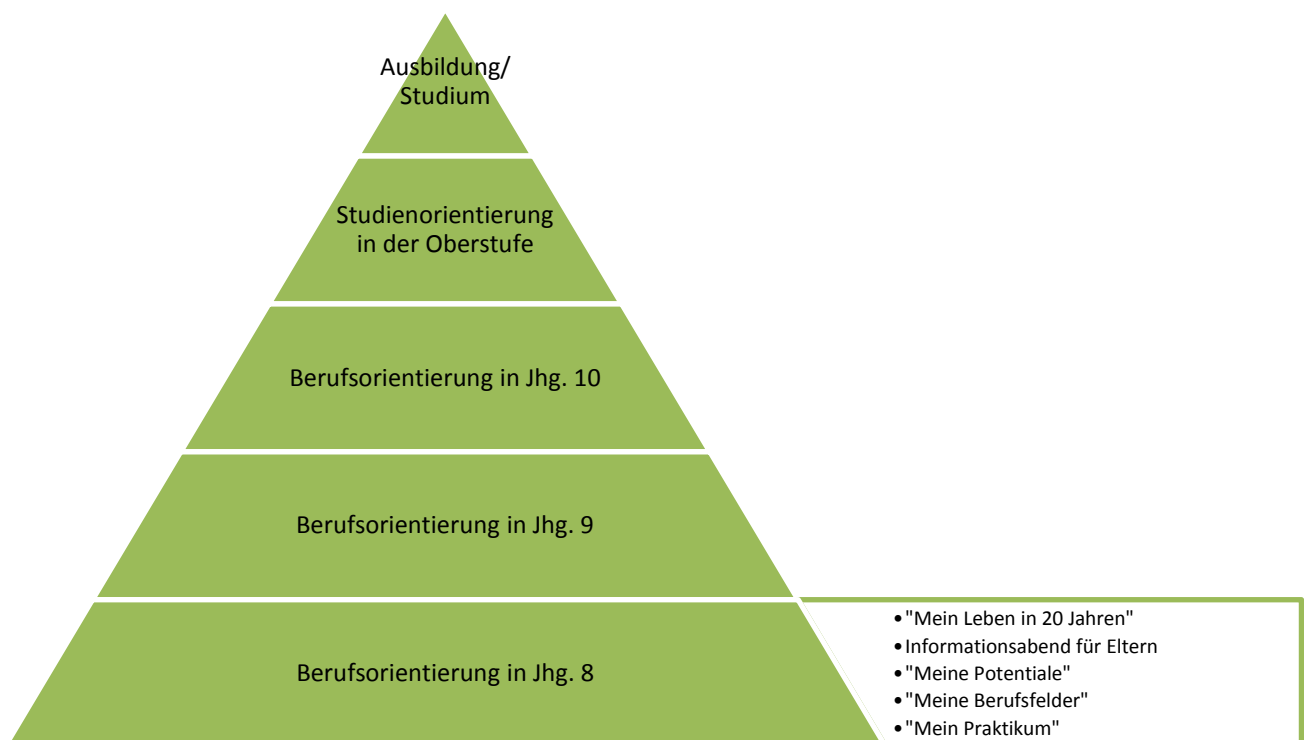 Ausbildung/
Studium
Studienorientierung
in der Oberstufe
Berufsorientierung in Jhg. 10
Berufsorientierung in Jhg. 9
Berufsorientierung in Jhg. 8
•"Mein Leben in 20 Jahren"
•Informationsabend für Eltern
•"Meine Potentiale"
•"Meine Berufsfelder"
•"Mein Praktikum"